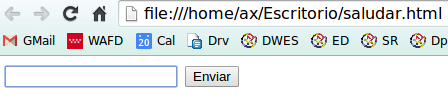 file:///home/ax/Escritorio/saludar.html
GMail WAFD 20 Cal Drv DWES ED SR Dp
Enviar